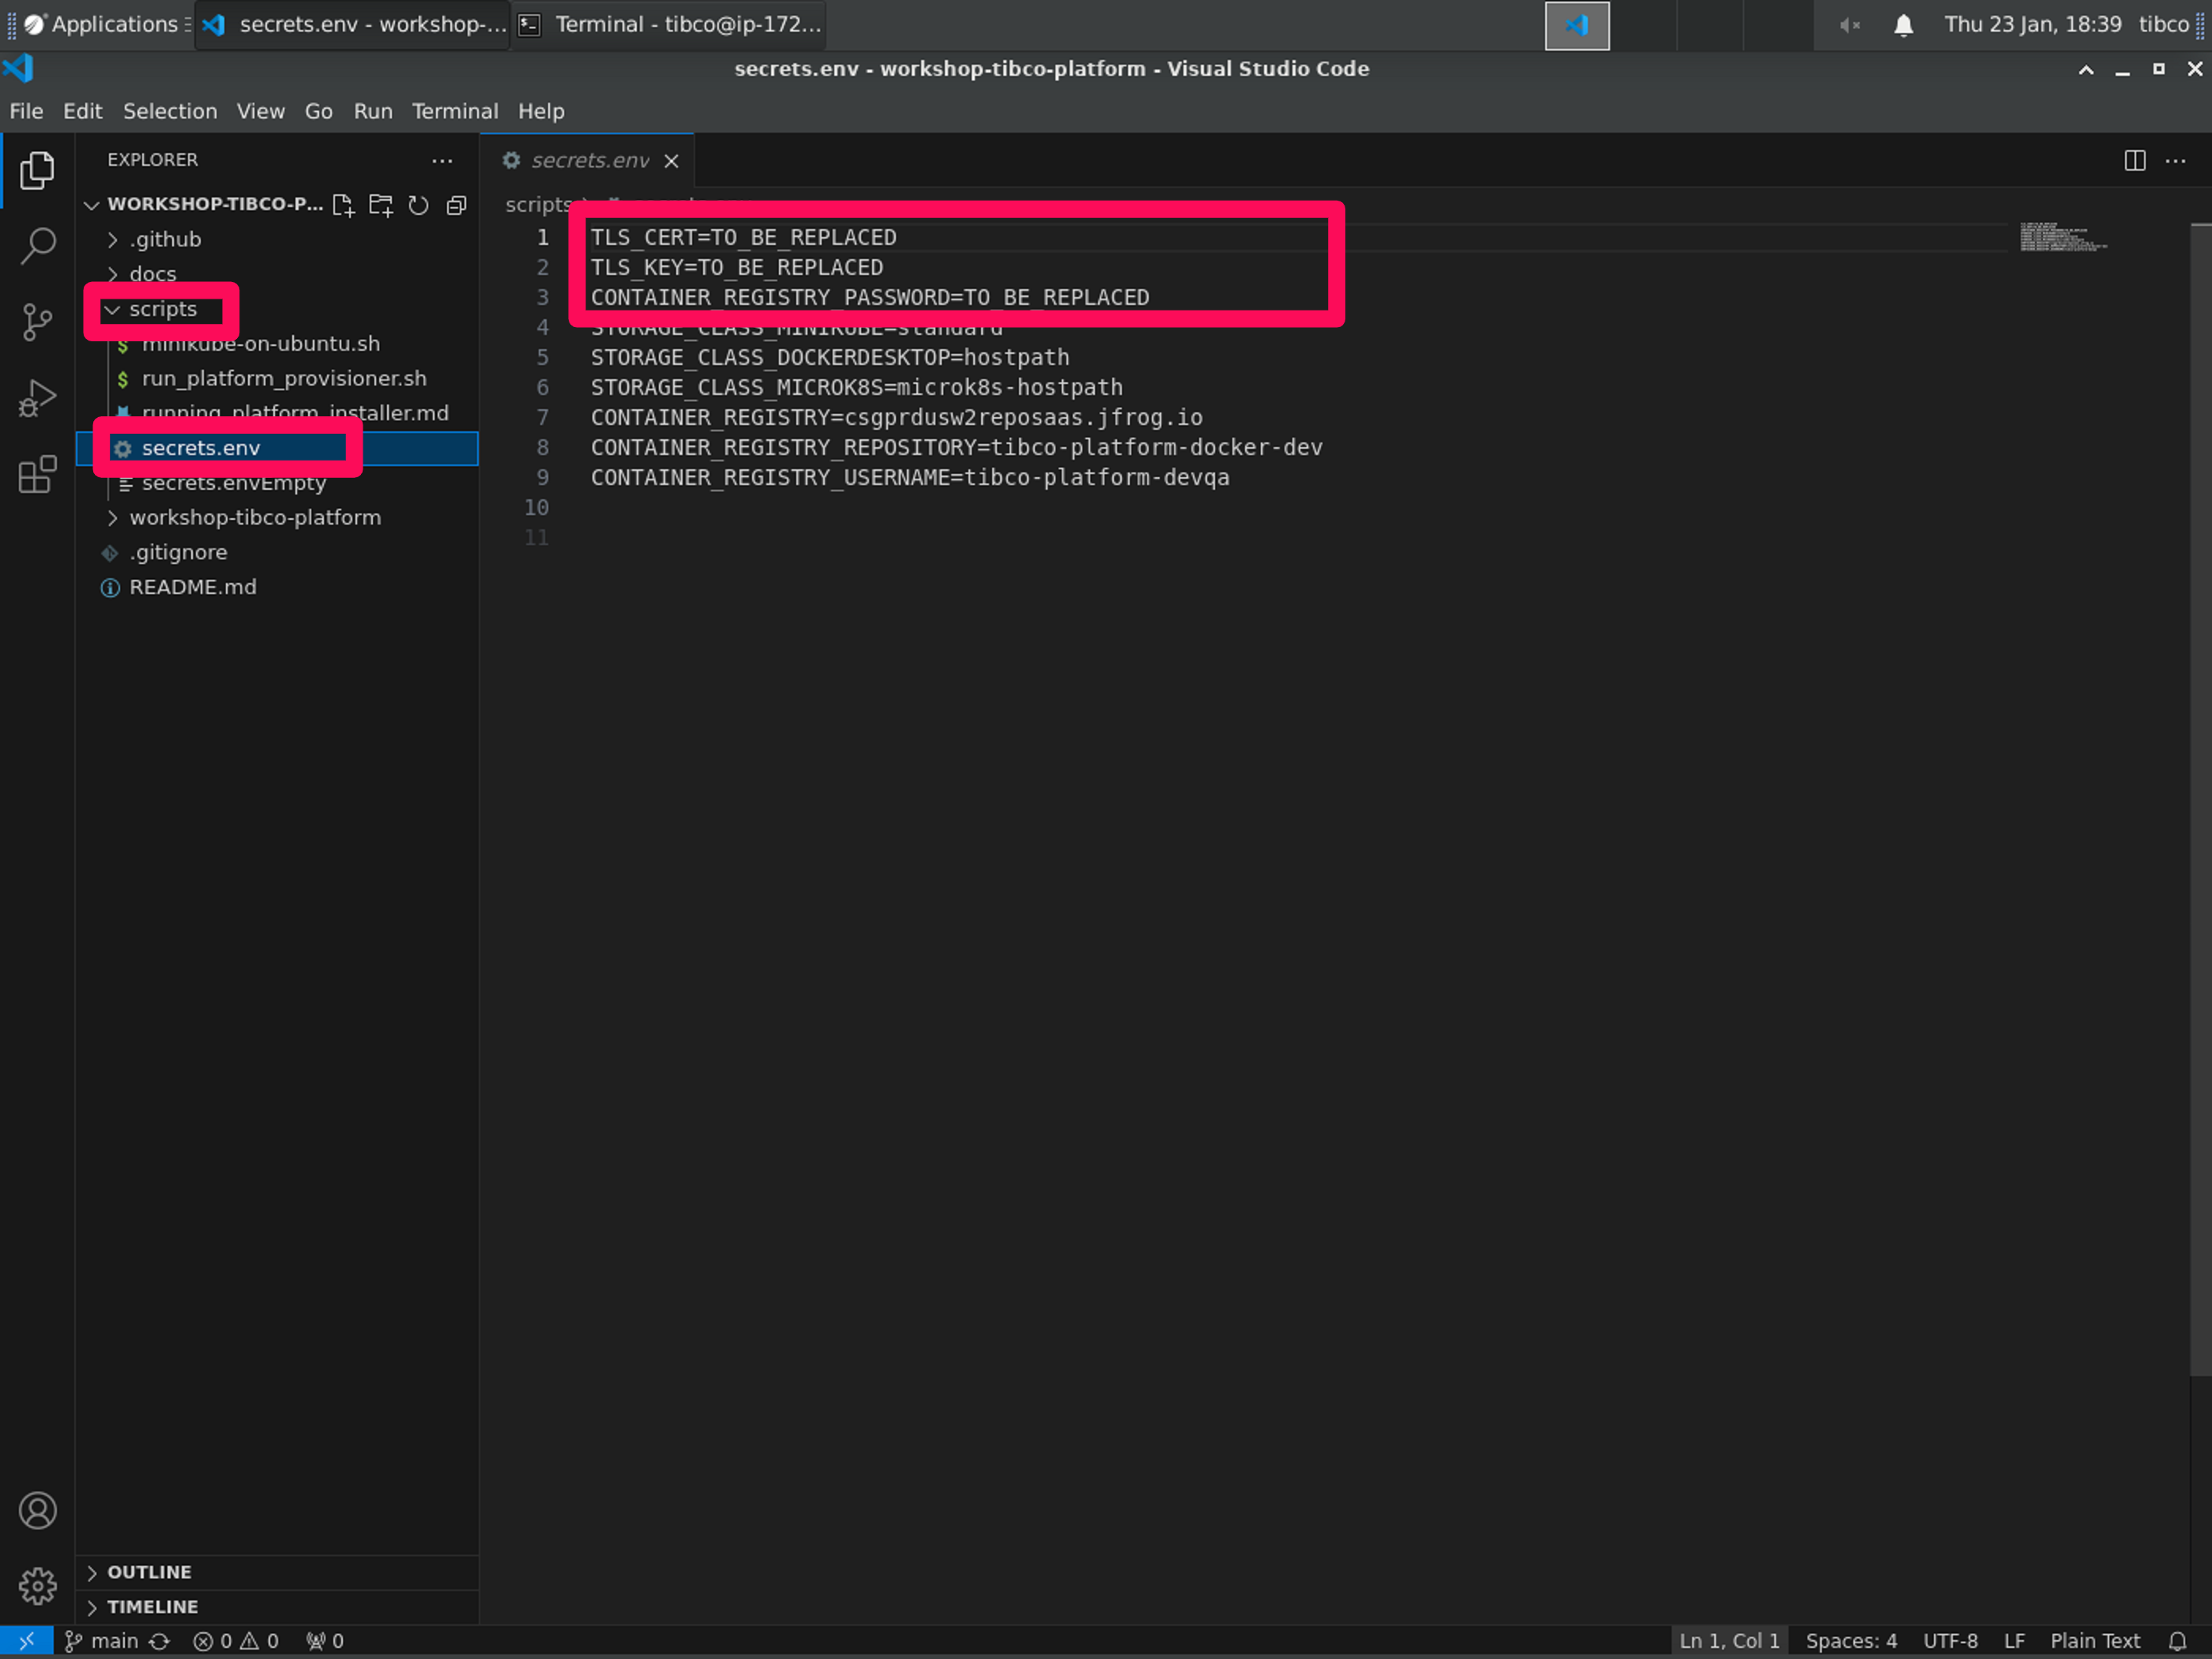 Applications
secrets.env - workshop-...
Terminal - tibco@ip-172...
Thu 23 Jan, 18:39
tibco
secrets.env - workshop-tibco-platform - Visual Studio Code
File Edit Selection View Go Run Terminal Help
EXPLORER
WORKSHOP-TIBCO-P...
.github
docs
scripts
minikube-on-ubuntu.sh
run_platform_provisioner.sh
running_platform_installer.md
secrets.env
secrets.envEmpty
workshop-tibco-platform
.gitignore
README.md
OUTLINE
TIMELINE
secrets.env
scripts
1 TLS_CERT=TO_BE_REPLACED
2 TLS_KEY=TO_BE_REPLACED
3 CONTAINER_REGISTRY_PASSWORD=TO_BE_REPLACED
4 STORAGE_CLASS_MINIKUBE=standard
5 STORAGE_CLASS_DOCKERDESKTOP=hostpath
6 STORAGE_CLASS_MICROK8S=microk8s-hostpath
7 CONTAINER_REGISTRY=csgprdusw2reposaas.jfrog.io
8 CONTAINER_REGISTRY_REPOSITORY=tibco-platform-docker-dev
9 CONTAINER_REGISTRY_USERNAME=tibco-platform-devqa
10
11
main 0 0 0
Ln 1, Col 1 Spaces: 4 UTF-8 LF Plain Text